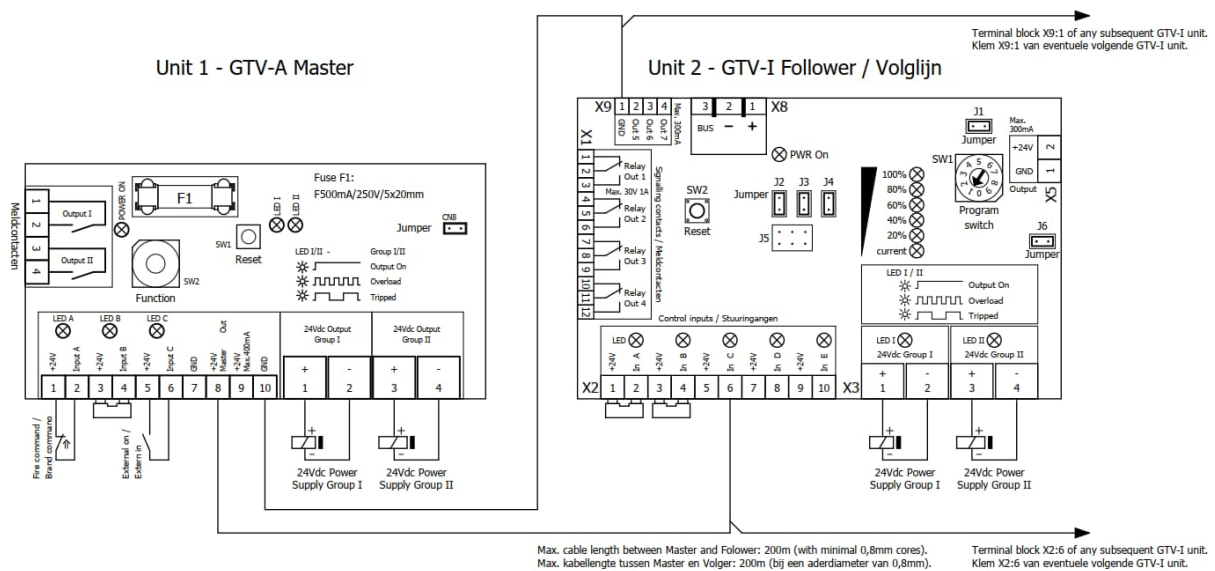 Terminal block X9:1 of any subsequent GTV-I unit.
Klem X9:1 van eventuele volgende GTV-I unit.
Unit 1 - GTV-A Master
Unit 2 - GTV-I Follower / Volglijn
Meldcontacten
1
2
3
4
Output I
Output II
POWER ON
F1
Fuse F1:
F500mA/250V/5x20mm
SW2
Function
SW1
Reset
LED I
LED II
Jumper
CN8
LED I/II - Group I/II
Output On
Overload
Tripped
LED A
LED B
LED C
+24V
Input A
+24V
Input B
+24V
Input C
GND
+24V Master Out
+24V Max.400mA
GND
24Vdc Output
Group I
24Vdc Output
Group II
+ - + -
1 2 3 4 5 6 7 8 9 10
1 2 3 4
Fire command /
Brand commano
External on /
Extern in
+
-
24Vdc Power
Supply Group I
+
-
24Vdc Power
Supply Group II
X9
1 2 3 4
GND
Out 5
Out 6
Out 7
Max. 300mA
3 2 1
X8
BUS - +
PWR On
X1
1
2
3
4
5
6
7
8
9
10
11
12
Relay
Out 1
Max. 30V 1A
Relay
Out 2
Relay
Out 3
Relay
Out 4
Signalling contacts / Meldcontacten
SW2
Reset
Jumper
J2
J3
J4
J5
100%
80%
60%
40%
20%
current
J1
Jumper
SW1
0 1 2 3 4 5 6 7 8 9
Program
switch
Max.
300mA
+24V
GND
2
1
Output
X5
J6
Jumper
LED I / II
Output On
Overload
Tripped
Control inputs / Stuuringangen
LED
A
B
C
D
E
+24V
In A
+24V
In B
+24V
In C
+24V
In D
+24V
In E
X2
1 2 3 4 5 6 7 8 9 10
LED I
24Vdc Group I
LED II
24Vdc Group II
+ - + -
X3
1 2 3 4
+
-
24Vdc Power
Supply Group I
+
-
24Vdc Power
Supply Group II
Max. cable length between Master and Folower: 200m (with minimal 0,8mm cores).
Max. kabellengte tussen Master en Volger: 200m (bij een aderdiameter van 0,8mm).
Terminal block X2:6 of any subsequent GTV-I unit.
Klem X2:6 van eventuele volgende GTV-I unit.